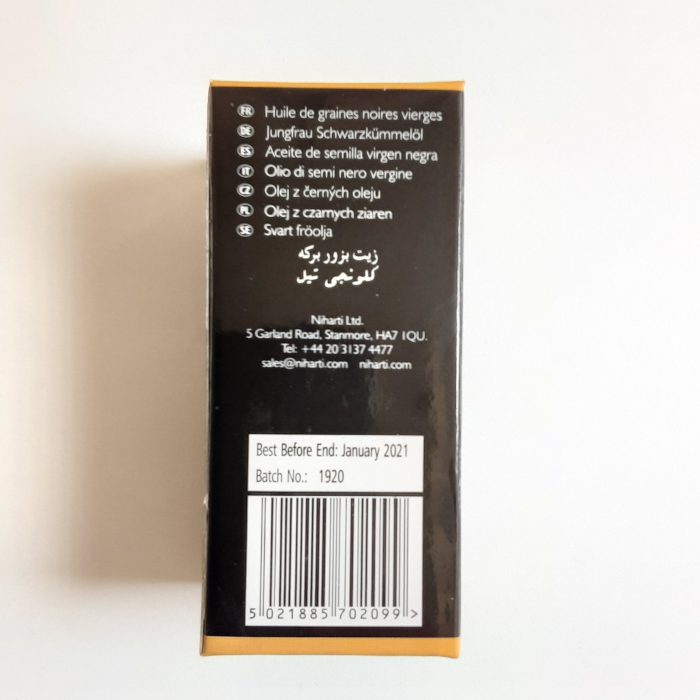 FR Huile de graines noires vierges
DE Jungfrau Schwarzkümmelöl
ES Aceite de semilla virgen negra
IT Olio di semi nero vergine
CZ Olej z černých oleju
PL Olej z czarnych ziaren
SE Svart fröolja
زيت بزور بركه
کلونجی تیل
Niharti Ltd.
5 Garland Road, Stanmore, HA7 1QU.
Tel: +44 20 3137 4477
sales@niharti.com niharti.com
Best Before End: January 2021
Batch No.: 1920
5 021885 702099 >